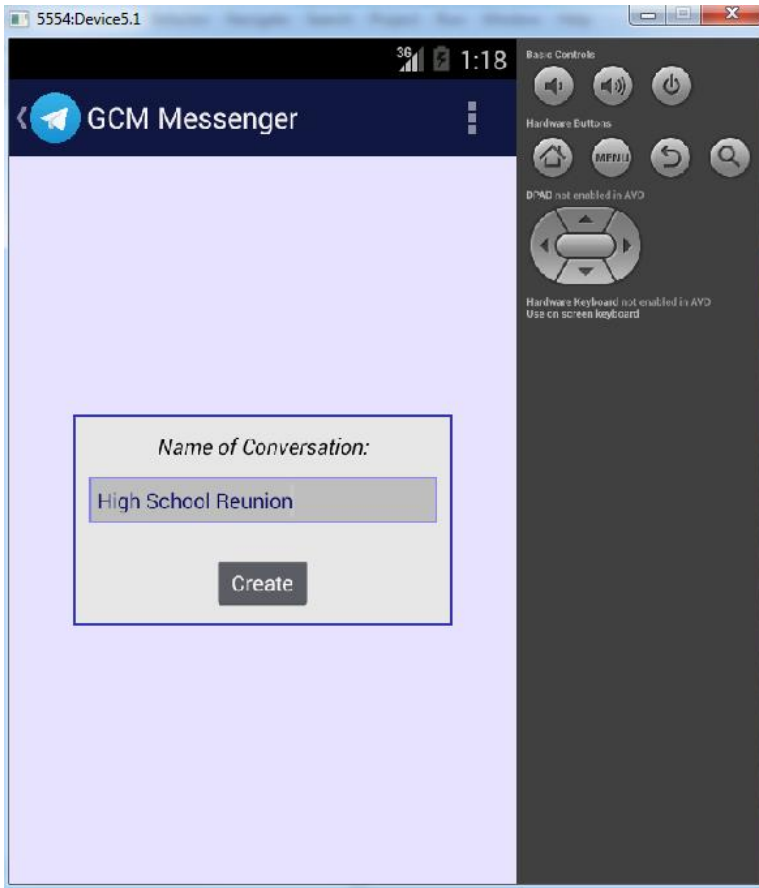 5554:Device5.1
3G 1:18
GCM Messenger
Name of Conversation:
High School Reunion
Create
Basic Controls
Hardware Buttons
MENU
DPAD not enabled in AVD
Hardware Keyboard not enabled in AVD
Use on screen keyboard